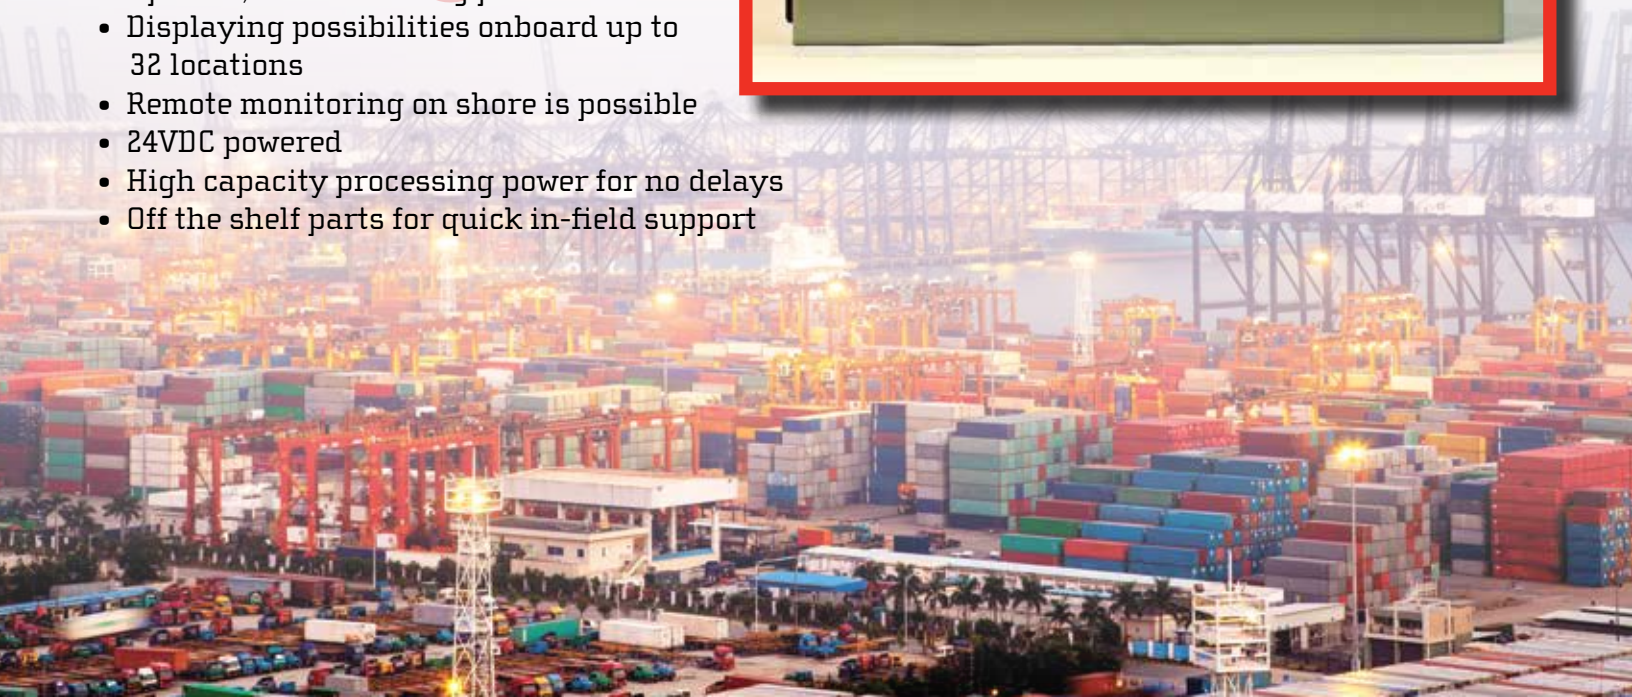 • Displaying possibilities onboard up to
32 locations
• Remote monitoring on shore is possible
• 24VDC powered
• High capacity processing power for no delays
• Off the shelf parts for quick in-field support